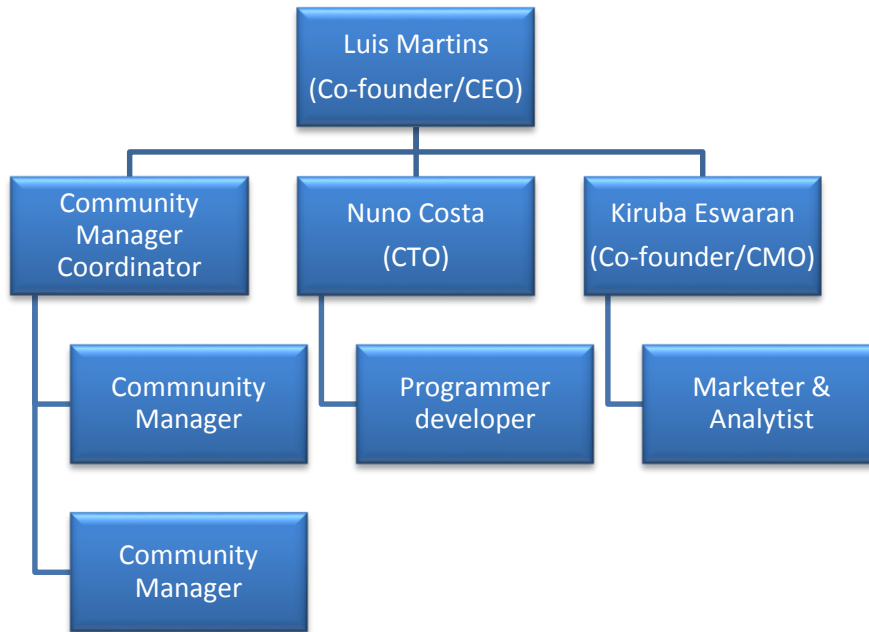 Luis Martins
(Co-founder/CEO)
Community
Manager
Coordinator
Nuno Costa
(CTO)
Kiruba Eswaran
(Co-founder/CMO)
Commnunity
Manager
Programmer
developer
Marketer &
Analytist
Community
Manager